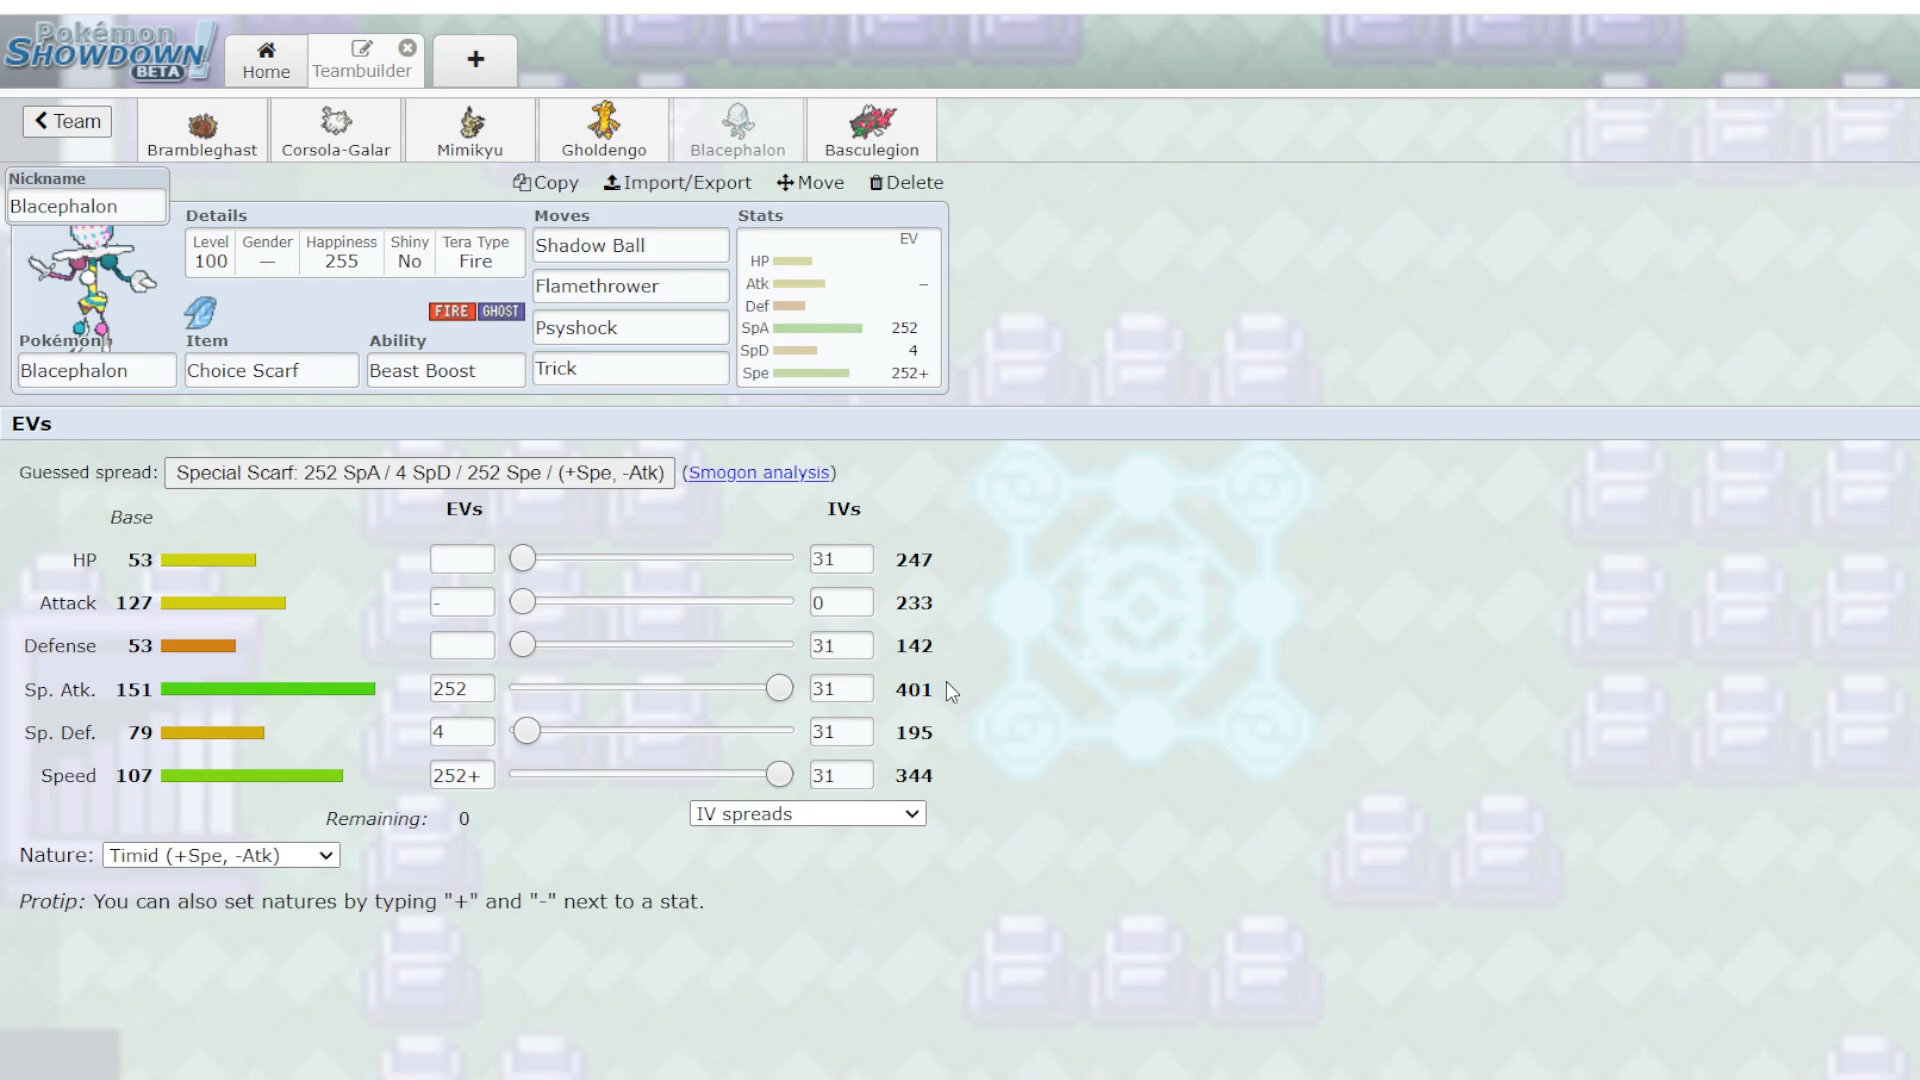 Pokémon
SHOWDOWN!
BETA
Home
Teambuilder
+
Team
Brambleghast
Corsola-Galar
Mimikyu
Gholdengo
Blacephalon
Basculegion
Nickname
Blacephalon
Copy
Import/Export
Move
Delete
Details
Moves
Stats
Level
Gender
Happiness
Shiny
Tera Type
100
—
255
No
Fire
Shadow Ball
Flamethrower
Psyshock
Trick
EV
HP
Atk –
Def
SpA 252
SpD 4
Spe 252+
FIRE GHOST
Pokémon
Item
Ability
Blacephalon
Choice Scarf
Beast Boost
EVs
Guessed spread: Special Scarf: 252 SpA / 4 SpD / 252 Spe / (+Spe, -Atk) (Smogon analysis)
Base EVs IVs
HP 53 31 247
Attack 127 - 0 233
Defense 53 31 142
Sp. Atk. 151 252 31 401
Sp. Def. 79 4 31 195
Speed 107 252+ 31 344
Remaining: 0 IV spreads
Nature: Timid (+Spe, -Atk)
Protip: You can also set natures by typing "+" and "-" next to a stat.